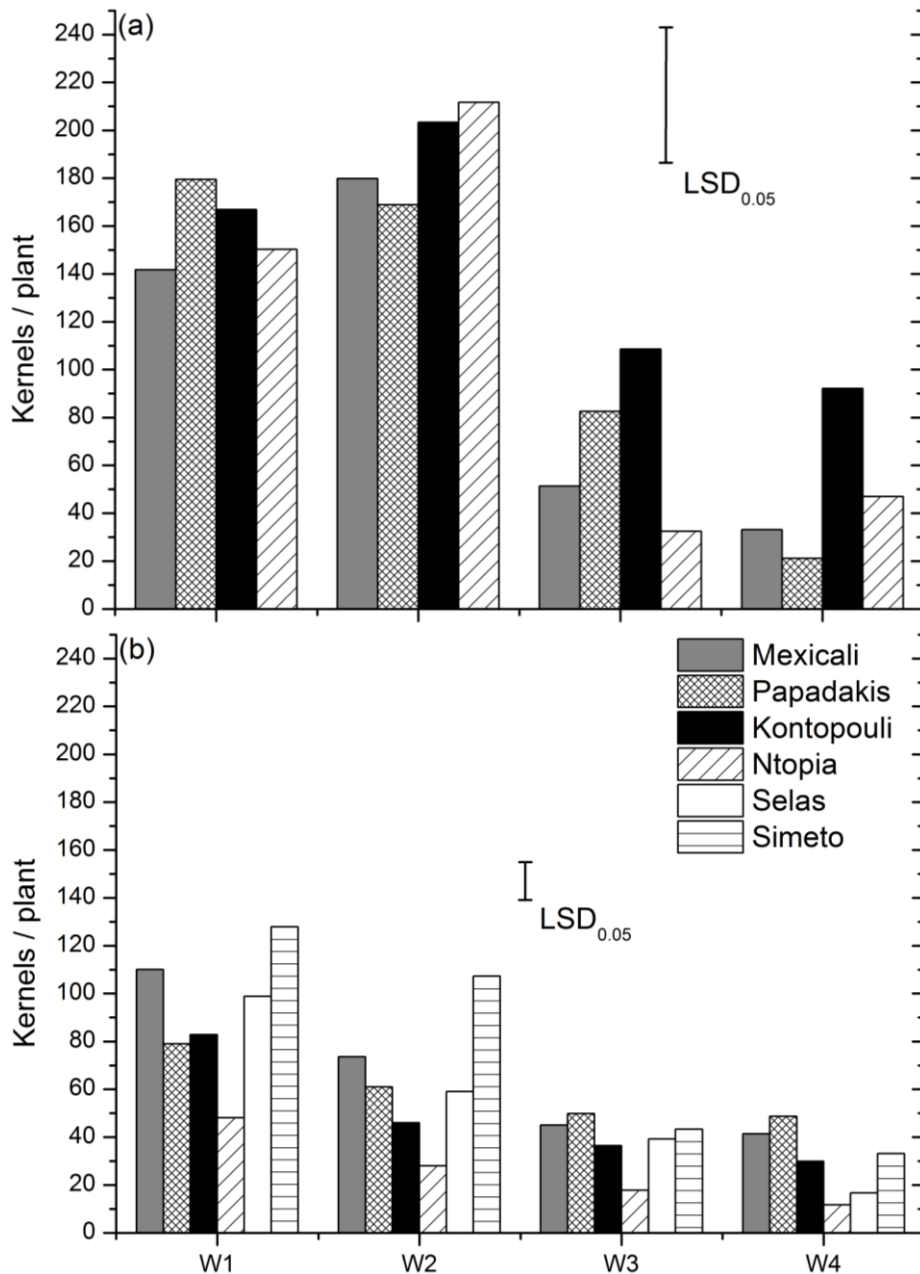 (a)
240
220
200
180
160
140
120
100
80
60
40
20
0
Kernels / plant
LSD0.05
(b)
240
220
200
180
160
140
120
100
80
60
40
20
0
Kernels / plant
Mexicali
Papadakis
Kontopouli
Ntopia
Selas
Simeto
LSD0.05
W1 W2 W3 W4